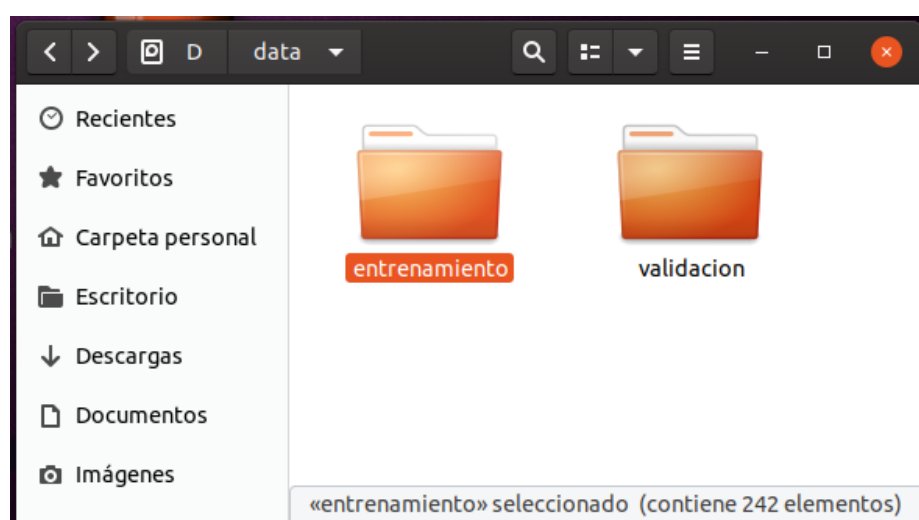 D data
Recientes
Favoritos
Carpeta personal
Escritorio
Descargas
Documentos
Imágenes
entrenamiento
validacion
«entrenamiento» seleccionado (contiene 242 elementos)